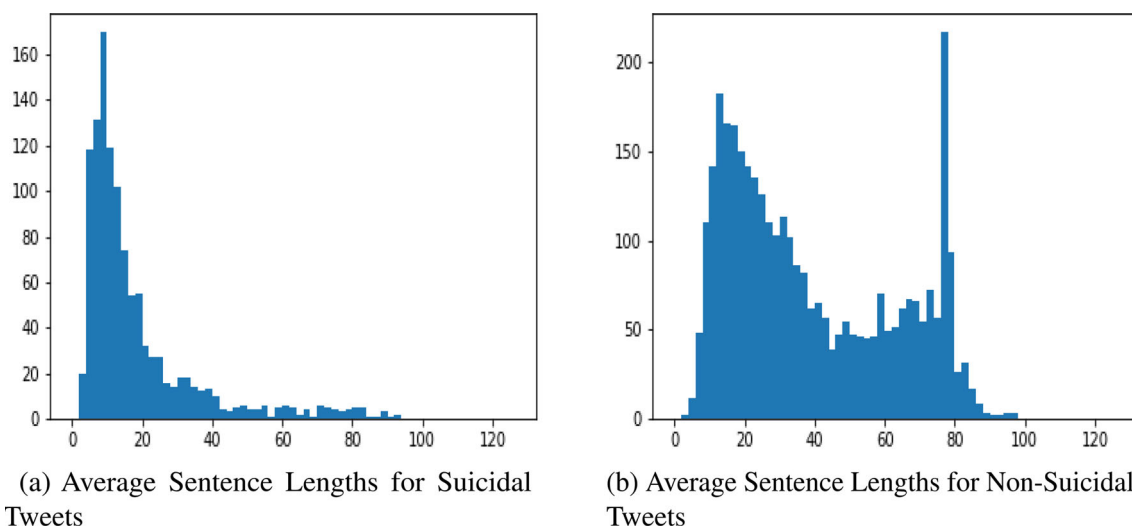 160
140
120
100
80
60
40
20
0
0 20 40 60 80 100 120
(a) Average Sentence Lengths for Suicidal
Tweets
200
150
100
50
0
0 20 40 60 80 100 120
(b) Average Sentence Lengths for Non-Suicidal
Tweets